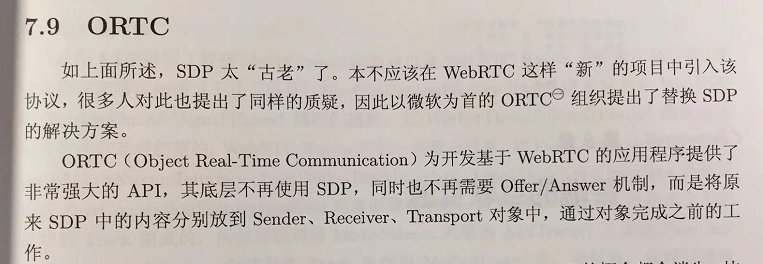 7.9 ORTC
如上面所述，SDP 太“古老”了。本不应该在 WebRTC 这样“新”的项目中引入该
协议，很多人对此也提出了同样的质疑，因此以微软为首的 ORTC⊖ 组织提出了替换 SDP
的解决方案。
ORTC（Object Real-Time Communication）为开发基于 WebRTC 的应用程序提供了
非常强大的 API，其底层不再使用 SDP，同时也不再需要 Offer/Answer 机制，而是将原
来 SDP 中的内容分别放到 Sender、Receiver、Transport 对象中，通过对象完成之前的工
作。